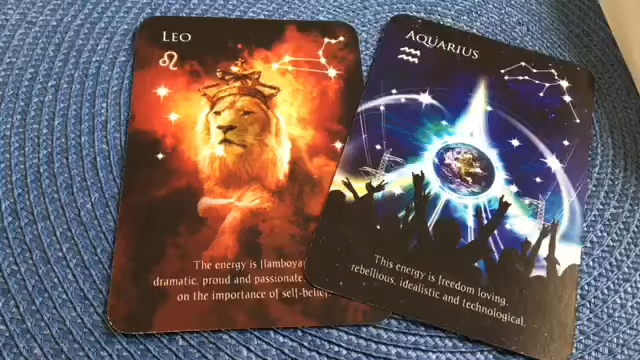 LEO
The energy is flamboyan
dramatic, proud and passionate.
on the importance of self-belief.
AQUARIUS
This energy is freedom loving,
rebellious, idealistic and technological.